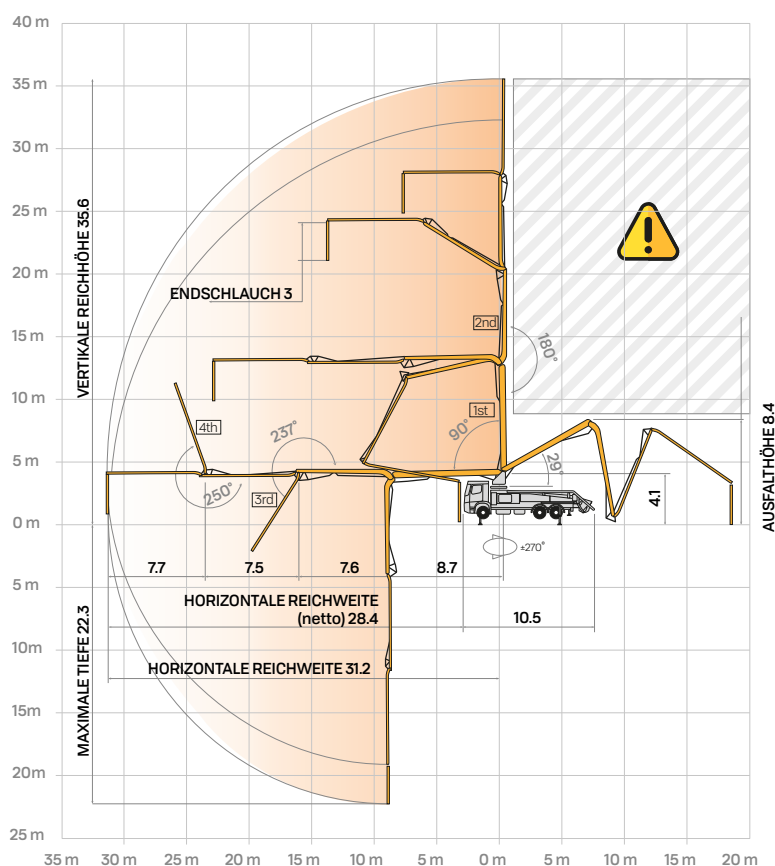 40 m
35 m
30 m
25 m
20 m
15 m
10 m
5 m
0 m
5 m
10 m
15 m
20 m
25 m
VERTIKALE REICHHÖHE 35.6
MAXIMALE TIEFE 22.3
ENDSCHLAUCH 3
2nd
180°
1st
90°
29°
4th
237°
250°
3rd
4.1
AUSFALTHÖHE 8.4
±270°
7.7
7.5
7.6
8.7
HORIZONTALE REICHWEITE
(netto) 28.4
10.5
HORIZONTALE REICHWEITE 31.2
35 m
30 m
25 m
20 m
15 m
10 m
5 m
0 m
5 m
10 m
15 m
20 m